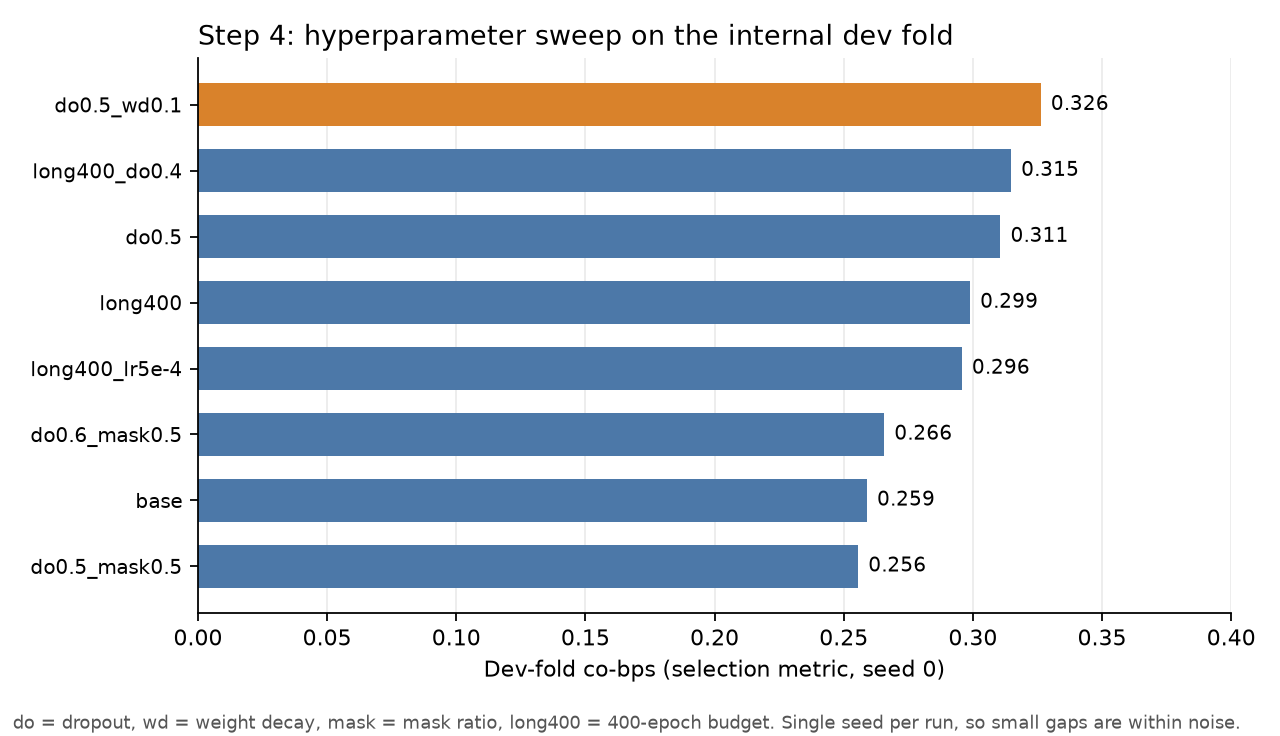 Step 4: hyperparameter sweep on the internal dev fold
do0.5_wd0.1
0.326
long400_do0.4
0.315
do0.5
0.311
long400
0.299
long400_lr5e-4
0.296
do0.6_mask0.5
0.266
base
0.259
do0.5_mask0.5
0.256
0.00 0.05 0.10 0.15 0.20 0.25 0.30 0.35 0.40
Dev-fold co-bps (selection metric, seed 0)
do = dropout, wd = weight decay, mask = mask ratio, long400 = 400-epoch budget. Single seed per run, so small gaps are within noise.